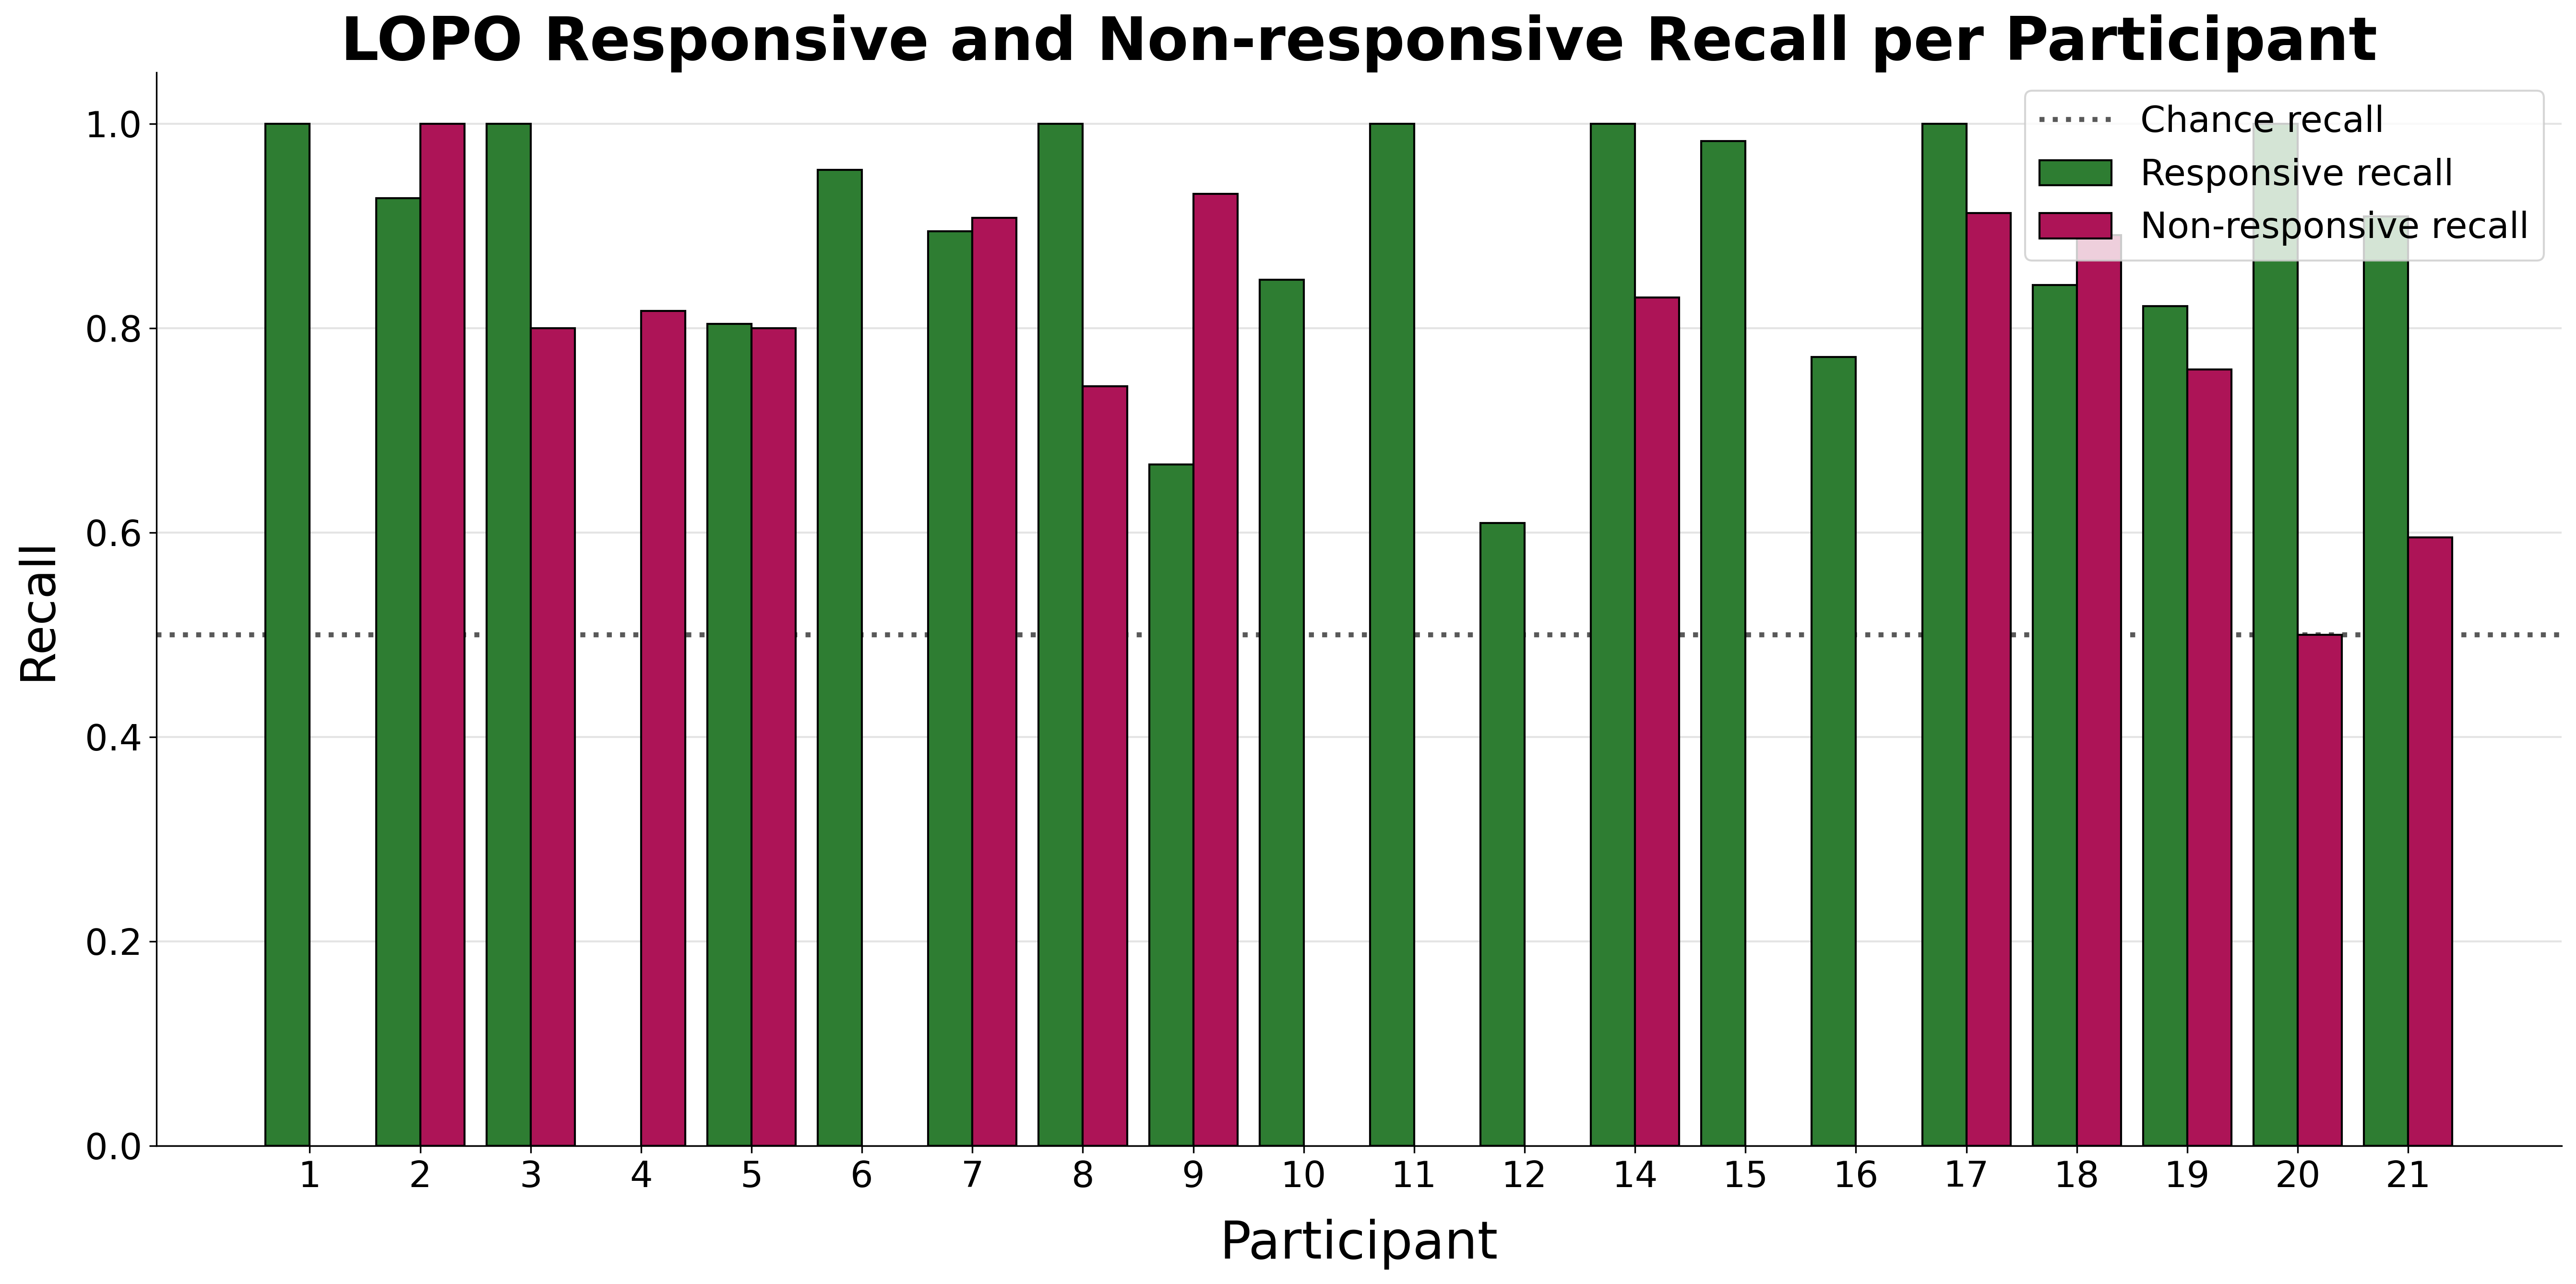 LOPO Responsive and Non-responsive Recall per Participant
Chance recall
Responsive recall
Non-responsive recall
Recall
1.0
0.8
0.6
0.4
0.2
0.0
1 2 3 4 5 6 7 8 9 10 11 12 14 15 16 17 18 19 20 21
Participant